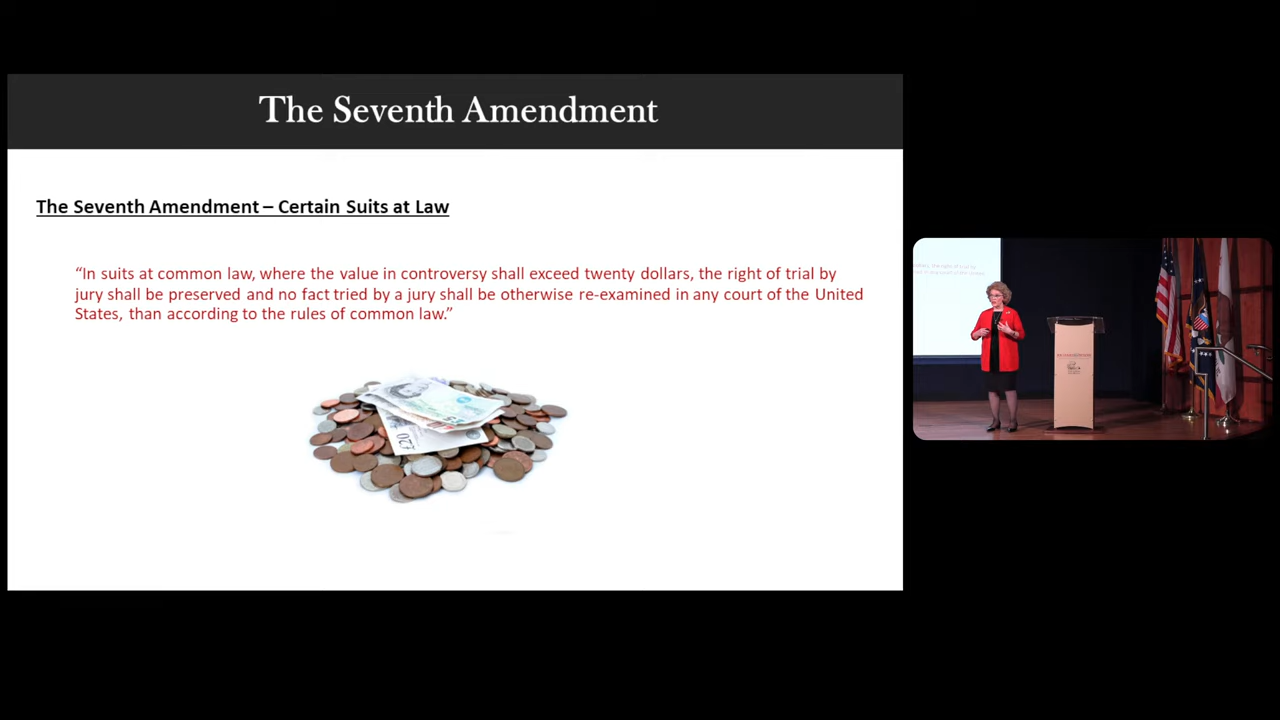 The Seventh Amendment
The Seventh Amendment – Certain Suits at Law
“In suits at common law, where the value in controversy shall exceed twenty dollars, the right of trial by
jury shall be preserved and no fact tried by a jury shall be otherwise re-examined in any court of the United
States, than according to the rules of common law.”
£20